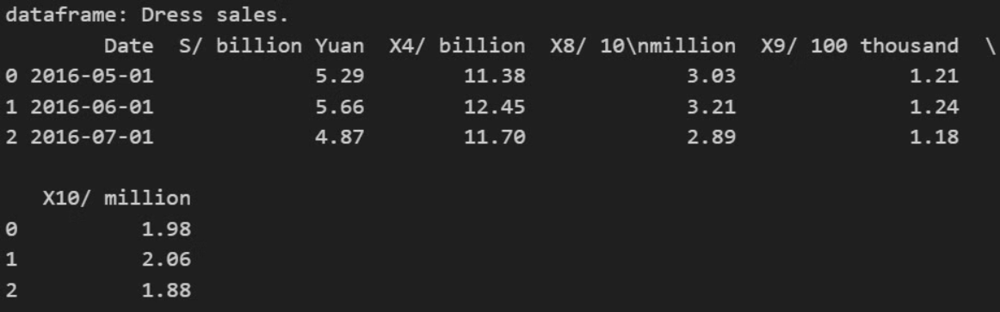 dataframe: Dress sales.
Date S/ billion Yuan X4/ billion X8/ 10\nmillion X9/ 100 thousand \
0 2016-05-01 5.29 11.38 3.03 1.21
1 2016-06-01 5.66 12.45 3.21 1.24
2 2016-07-01 4.87 11.70 2.89 1.18
X10/ million
0 1.98
1 2.06
2 1.88